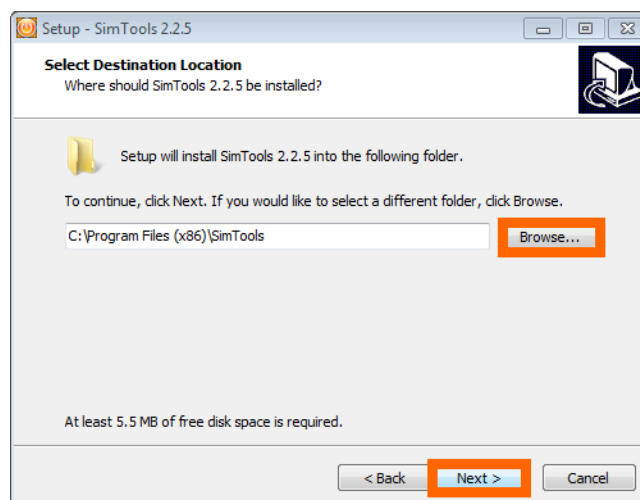 Setup - SimTools 2.2.5
Select Destination Location
Where should SimTools 2.2.5 be installed?
Setup will install SimTools 2.2.5 into the following folder.
To continue, click Next. If you would like to select a different folder, click Browse.
C:\Program Files (x86)\SimTools
Browse...
At least 5.5 MB of free disk space is required.
< Back
Next >
Cancel